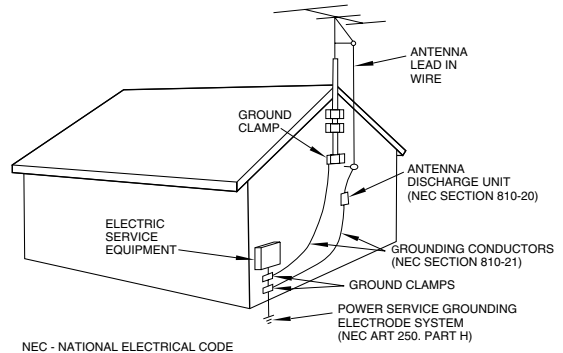 ANTENNA
LEAD IN
WIRE
GROUND
CLAMP
ANTENNA
DISCHARGE UNIT
(NEC SECTION 810-20)
ELECTRIC
SERVICE
EQUIPMENT
GROUNDING CONDUCTORS
(NEC SECTION 810-21)
GROUND CLAMPS
POWER SERVICE GROUNDING
ELECTRODE SYSTEM
(NEC ART 250. PART H)
NEC - NATIONAL ELECTRICAL CODE